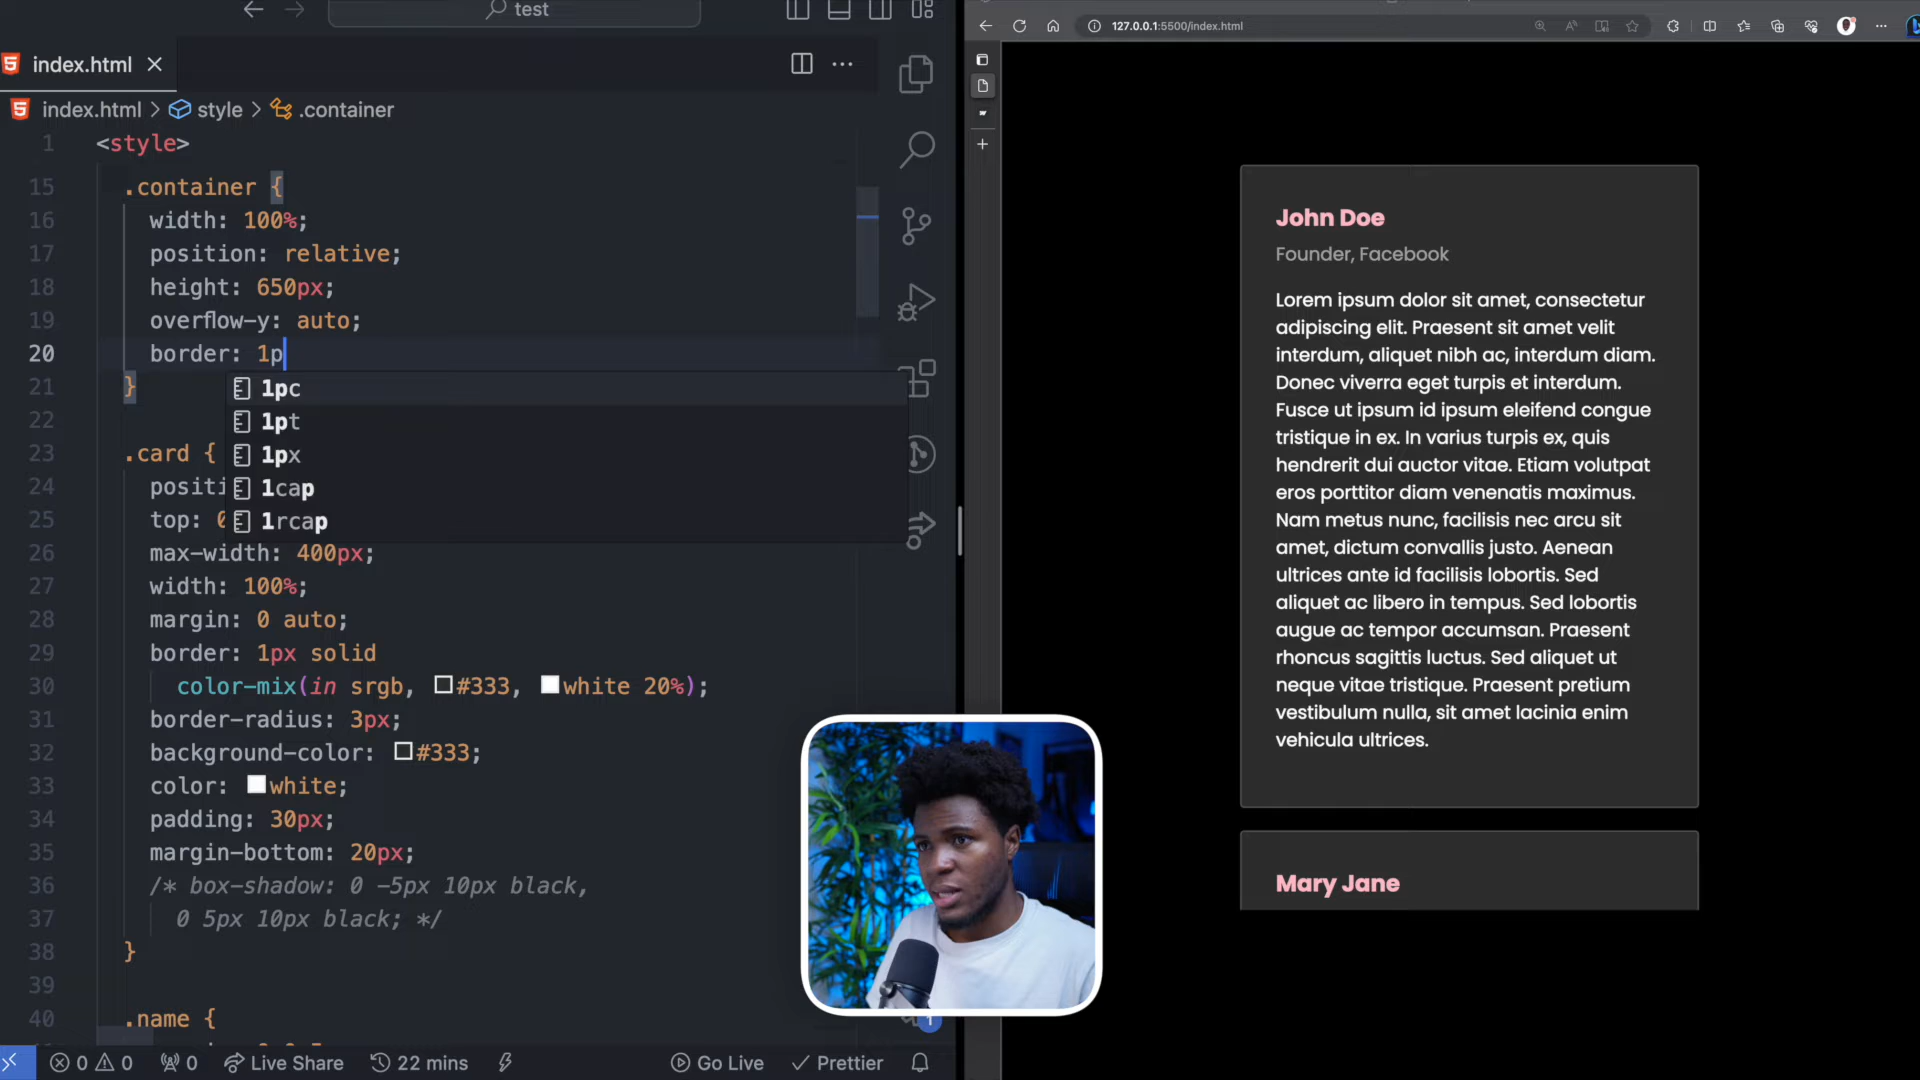 test
index.html
index.html > style > .container
1 <style>
15 .container {
16 width: 100%;
17 position: relative;
18 height: 650px;
19 overflow-y: auto;
20 border: 1p
21 }
1pc
1pt
1px
1cap
1rcap
22
23 .card {
24 positi
25 top: 0
26 max-width: 400px;
27 width: 100%;
28 margin: 0 auto;
29 border: 1px solid
30 color-mix(in srgb, #333, white 20%);
31 border-radius: 3px;
32 background-color: #333;
33 color: white;
34 padding: 30px;
35 margin-bottom: 20px;
36 /* box-shadow: 0 -5px 10px black,
37 0 5px 10px black; */
38 }
39
40 .name {
1
0 0 0 Live Share 22 mins Go Live Prettier
127.0.0.1:5500/index.html
John Doe
Founder, Facebook
Lorem ipsum dolor sit amet, consectetur
adipiscing elit. Praesent sit amet velit
interdum, aliquet nibh ac, interdum diam.
Donec viverra eget turpis et interdum.
Fusce ut ipsum id ipsum eleifend congue
tristique in ex. In varius turpis ex, quis
hendrerit dui auctor vitae. Etiam volutpat
eros porttitor diam venenatis maximus.
Nam metus nunc, facilisis nec arcu sit
amet, dictum convallis justo. Aenean
ultrices ante id facilisis lobortis. Sed
aliquet ac libero in tempus. Sed lobortis
augue ac tempor accumsan. Praesent
rhoncus sagittis luctus. Sed aliquet ut
neque vitae tristique. Praesent pretium
vestibulum nulla, sit amet lacinia enim
vehicula ultrices.
Mary Jane